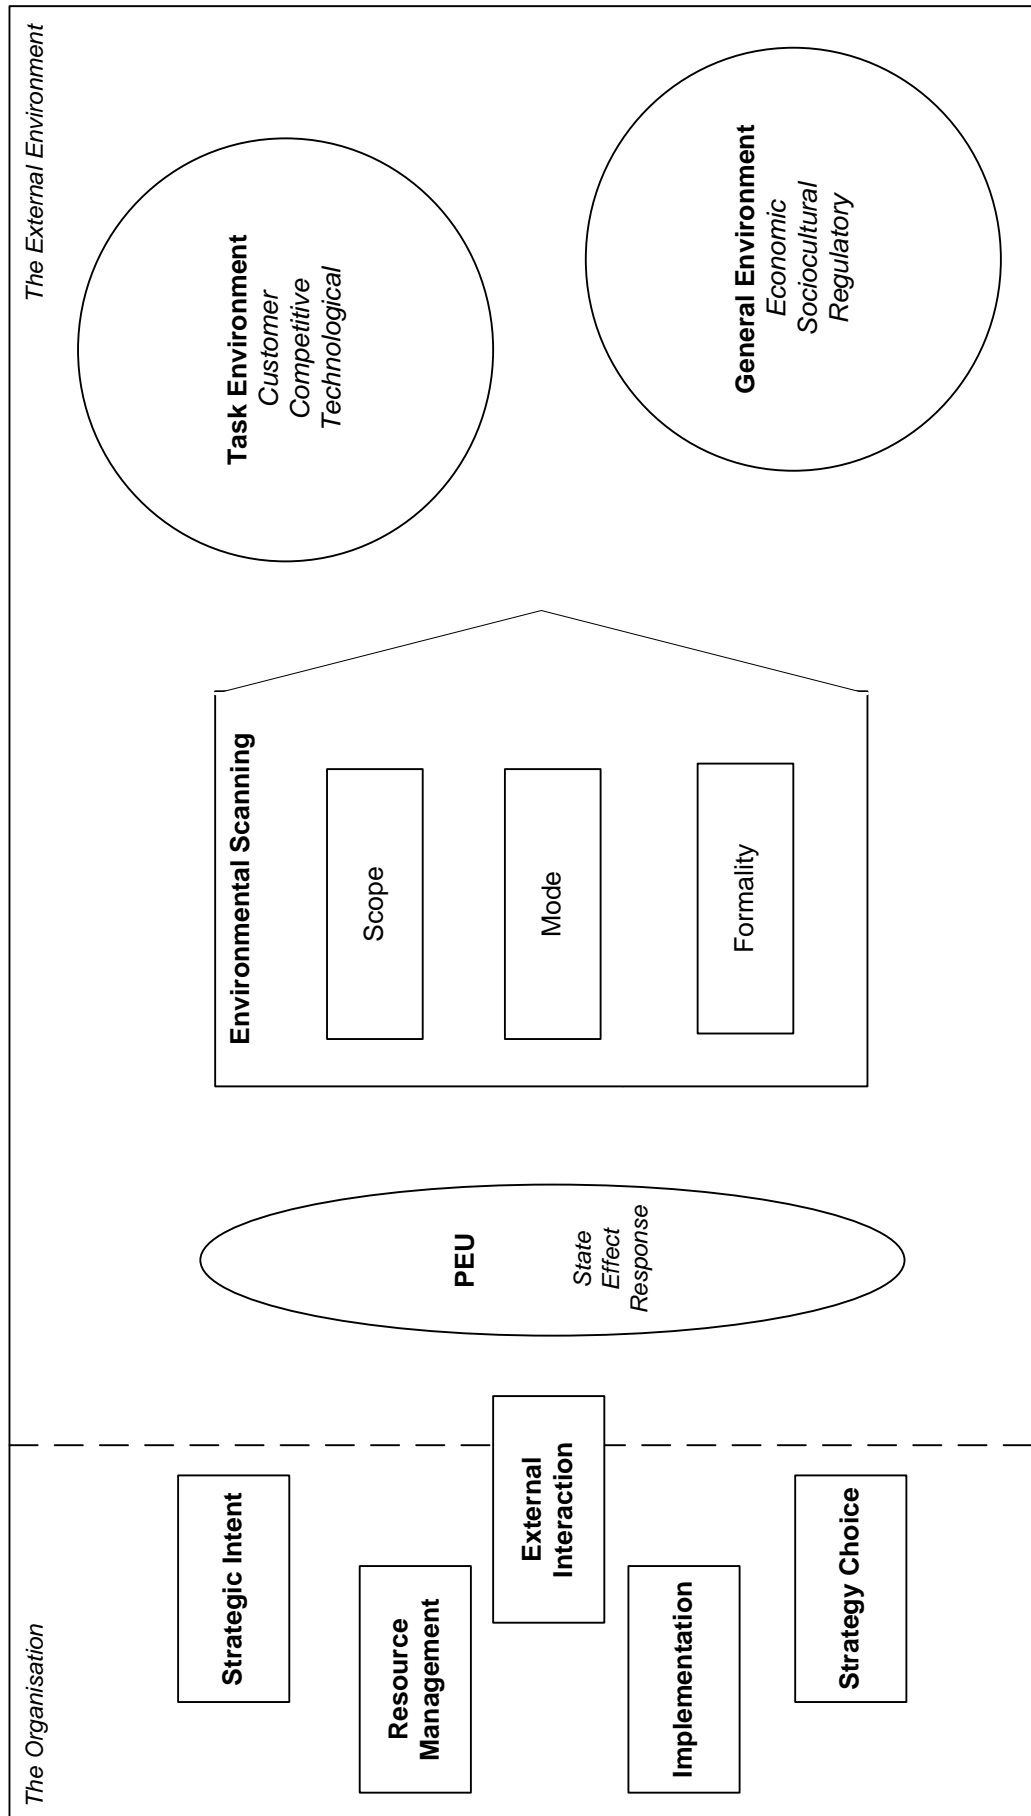 The Organisation
The External Environment
Strategic Intent
Resource
Management
External
Interaction
Implementation
Strategy Choice
PEU
State
Effect
Response
Environmental Scanning
Scope
Mode
Formality
Task Environment
Customer
Competitive
Technological
General Environment
Economic
Sociocultural
Regulatory